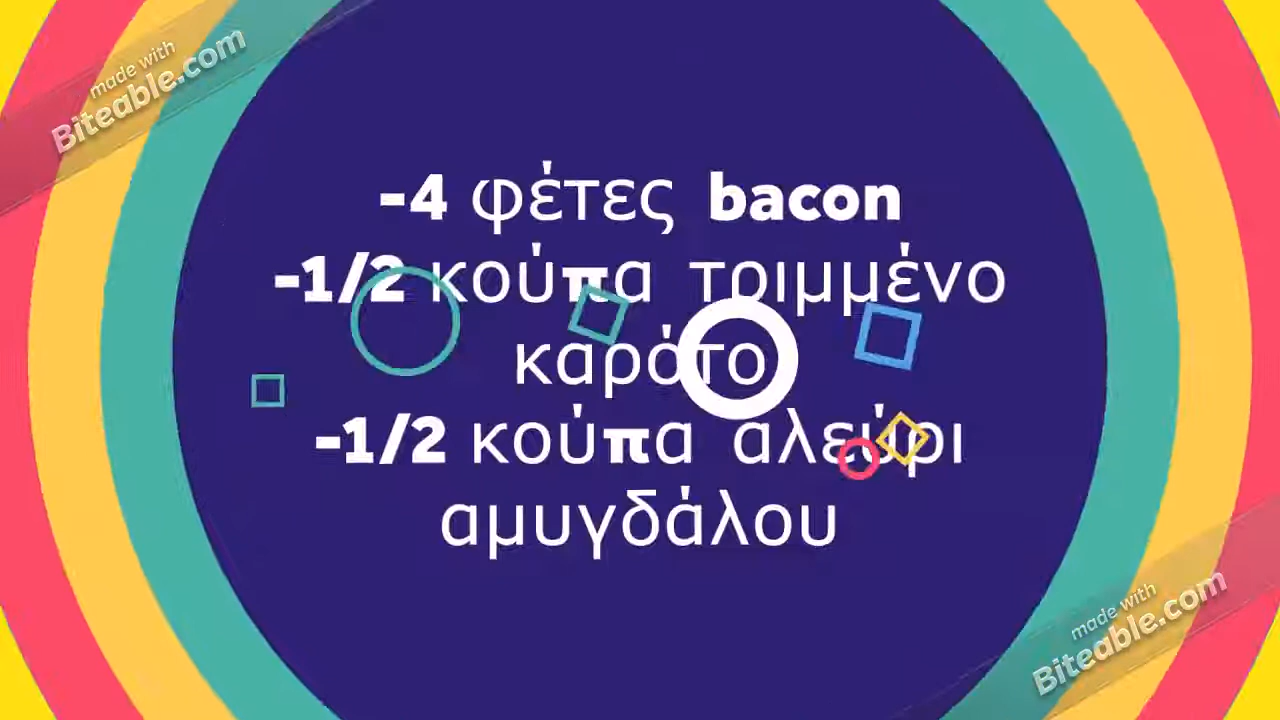 made with
Biteable.com
-4 φέτες bacon
-1/2 κούπα τριμμένο
καρότο
-1/2 κούπα αλεύρι
αμυγδάλου
made with
Biteable.com